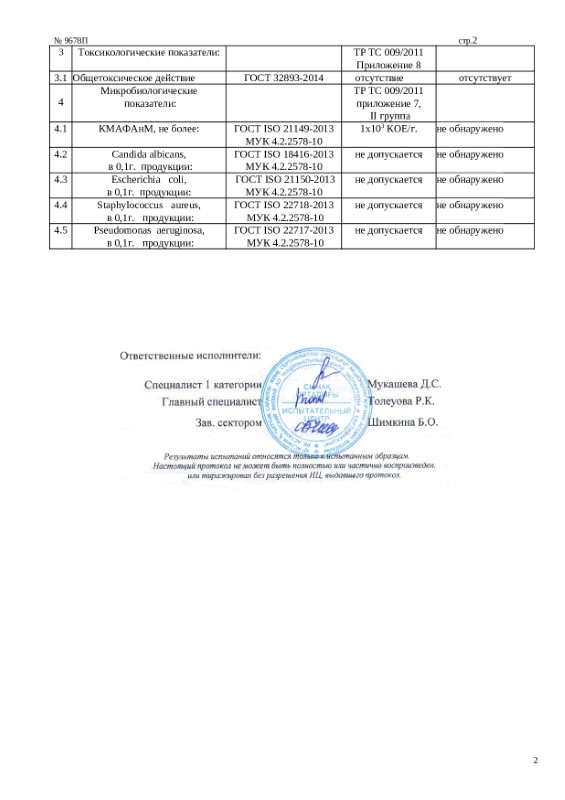 № 9678П стр.2
3 Токсикологические показатели: ТР ТС 009/2011
Приложение 8
3.1 Общетоксическое действие ГОСТ 32893-2014 отсутствие отсутствует
4 Микробиологические показатели: ТР ТС 009/2011
приложение 7,
II группа
4.1 КМАФАнМ, не более: ГОСТ ISO 21149-2013 1х10³ КОЕ/г. не обнаружено
МУК 4.2.2578-10
4.2 Candida albicans, ГОСТ ISO 18416-2013 не допускается не обнаружено
в 0,1г. продукции: МУК 4.2.2578-10
4.3 Escherichia coli, ГОСТ ISO 21150-2013 не допускается не обнаружено
в 0,1г. продукции: МУК 4.2.2578-10
4.4 Staphylococcus aureus, ГОСТ ISO 22718-2013 не допускается не обнаружено
в 0,1г. продукции: МУК 4.2.2578-10
4.5 Pseudomonas aeruginosa, ГОСТ ISO 22717-2013 не допускается не обнаружено
в 0,1г. продукции: МУК 4.2.2578-10
Ответственные исполнители:
Специалист 1 категории Мукашева Д.С.
Главный специалист Толеуова Р.К.
Зав. сектором Шимкина Б.О.
СЫНАҚ
ОРТАЛЫҒЫ
ИСПЫТАТЕЛЬНЫЙ
ЦЕНТР
Результаты испытаний относятся только к испытанным образцам.
Настоящий протокол не может быть полностью или частично воспроизведен,
или тиражирован без разрешения ИЦ, выдавшего протокол.
2